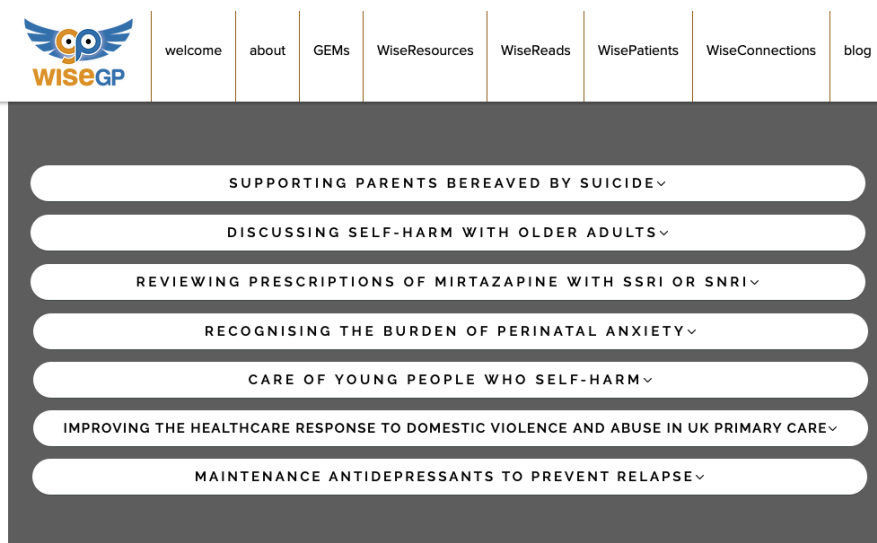 gp
WISeGP
welcome
about
GEMs
WiseResources
WiseReads
WisePatients
WiseConnections
blog
SUPPORTING PARENTS BEREAVED BY SUICIDE
DISCUSSING SELF-HARM WITH OLDER ADULTS
REVIEWING PRESCRIPTIONS OF MIRTAZAPINE WITH SSRI OR SNRI
RECOGNISING THE BURDEN OF PERINATAL ANXIETY
CARE OF YOUNG PEOPLE WHO SELF-HARM
IMPROVING THE HEALTHCARE RESPONSE TO DOMESTIC VIOLENCE AND ABUSE IN UK PRIMARY CARE
MAINTENANCE ANTIDEPRESSANTS TO PREVENT RELAPSE